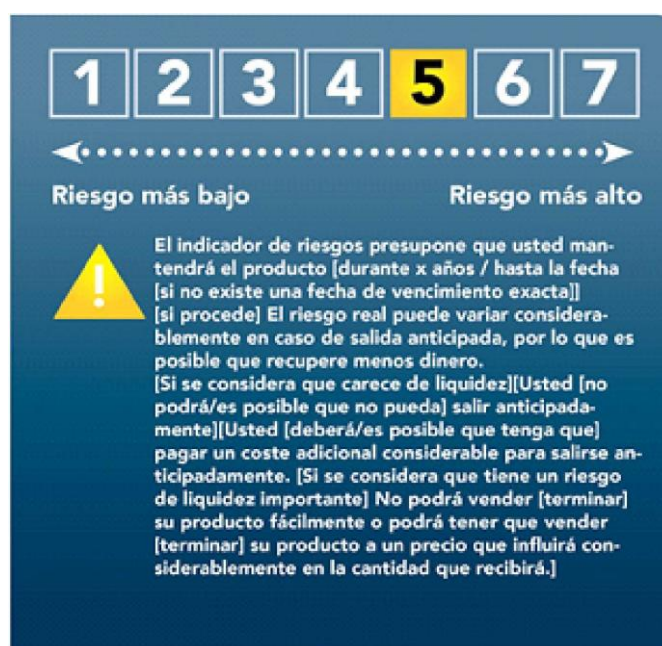 1 2 3 4 5 6 7
Riesgo más bajo Riesgo más alto
El indicador de riesgos presupone que usted man-
tendrá el producto [durante x años / hasta la fecha
[si no existe una fecha de vencimiento exacta]]
[si procede] El riesgo real puede variar considera-
blemente en caso de salida anticipada, por lo que es
posible que recupere menos dinero.
[Si se considera que carece de liquidez][Usted [no
podrá/es posible que no pueda] salir anticipada-
mente][Usted [deberá/es posible que tenga que]
pagar un coste adicional considerable para salirse an-
ticipadamente. [Si se considera que tiene un riesgo
de liquidez importante] No podrá vender [terminar]
su producto fácilmente o podrá tener que vender
[terminar] su producto a un precio que influirá con-
siderablemente en la cantidad que recibirá.]